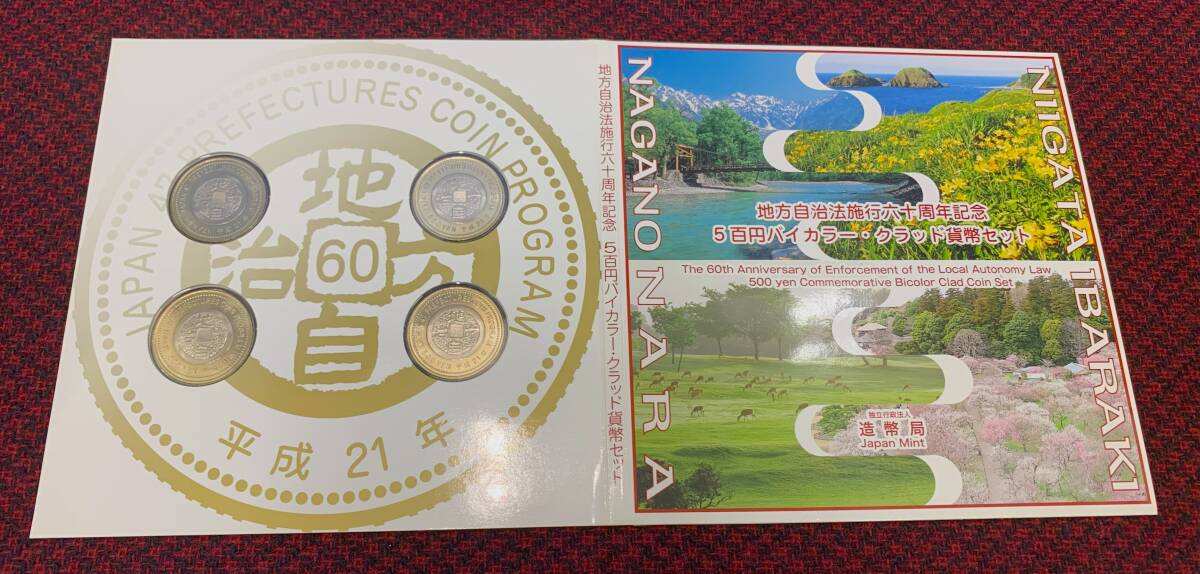 JAPAN 47 PREFECTURES COIN PROGRAM
地方自治
60
平成 21 年
地方自治法施行六十周年記念 5百円バイカラー・クラッド貨幣セット
NAGANO
NIIGATA
地方自治法施行六十周年記念
5百円バイカラー・クラッド貨幣セット
The 60th Anniversary of Enforcement of the Local Autonomy Law
500 yen Commemorative Bicolor Clad Coin Set
NARA
IBARAKI
独立行政法人
造幣局
Japan Mint